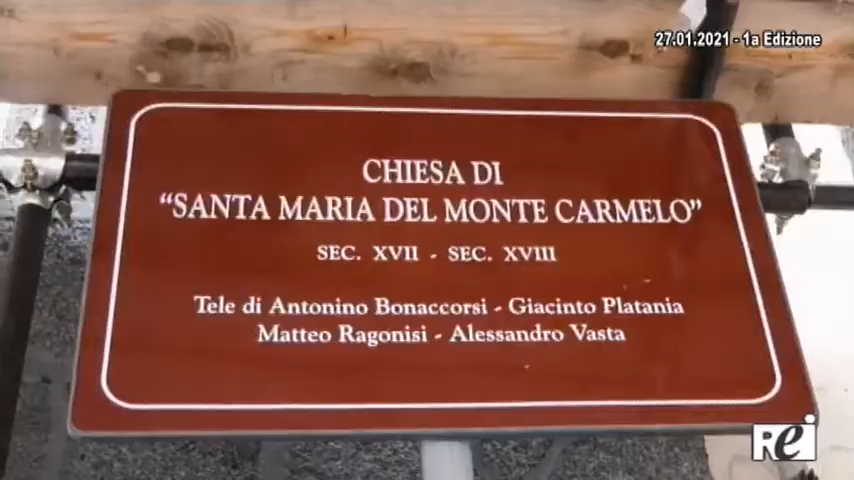 27.01.2021 - 1a Edizione
CHIESA DI
"SANTA MARIA DEL MONTE CARMELO"
SEC. XVII - SEC. XVIII
Tele di Antonino Bonaccorsi - Giacinto Platania
Matteo Ragonisi - Alessandro Vasta
Rei